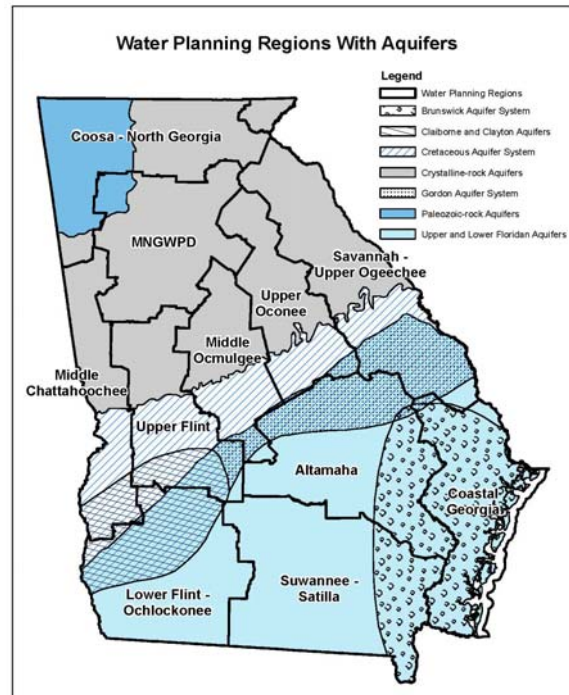 Water Planning Regions With Aquifers
Legend
Water Planning Regions
Brunswick Aquifer System
Claiborne and Clayton Aquifers
Cretaceous Aquifer System
Crystalline-rock Aquifers
Gordon Aquifer System
Paleozoic-rock Aquifers
Upper and Lower Floridan Aquifers
Coosa - North Georgia
MNGWPD
Savannah -
Upper Ogeechee
Upper
Oconee
Middle
Ocmulgee
Middle
Chattahoochee
Upper Flint
Altamaha
Coastal
Georgia
Lower Flint -
Ochlockonee
Suwannee -
Satilla